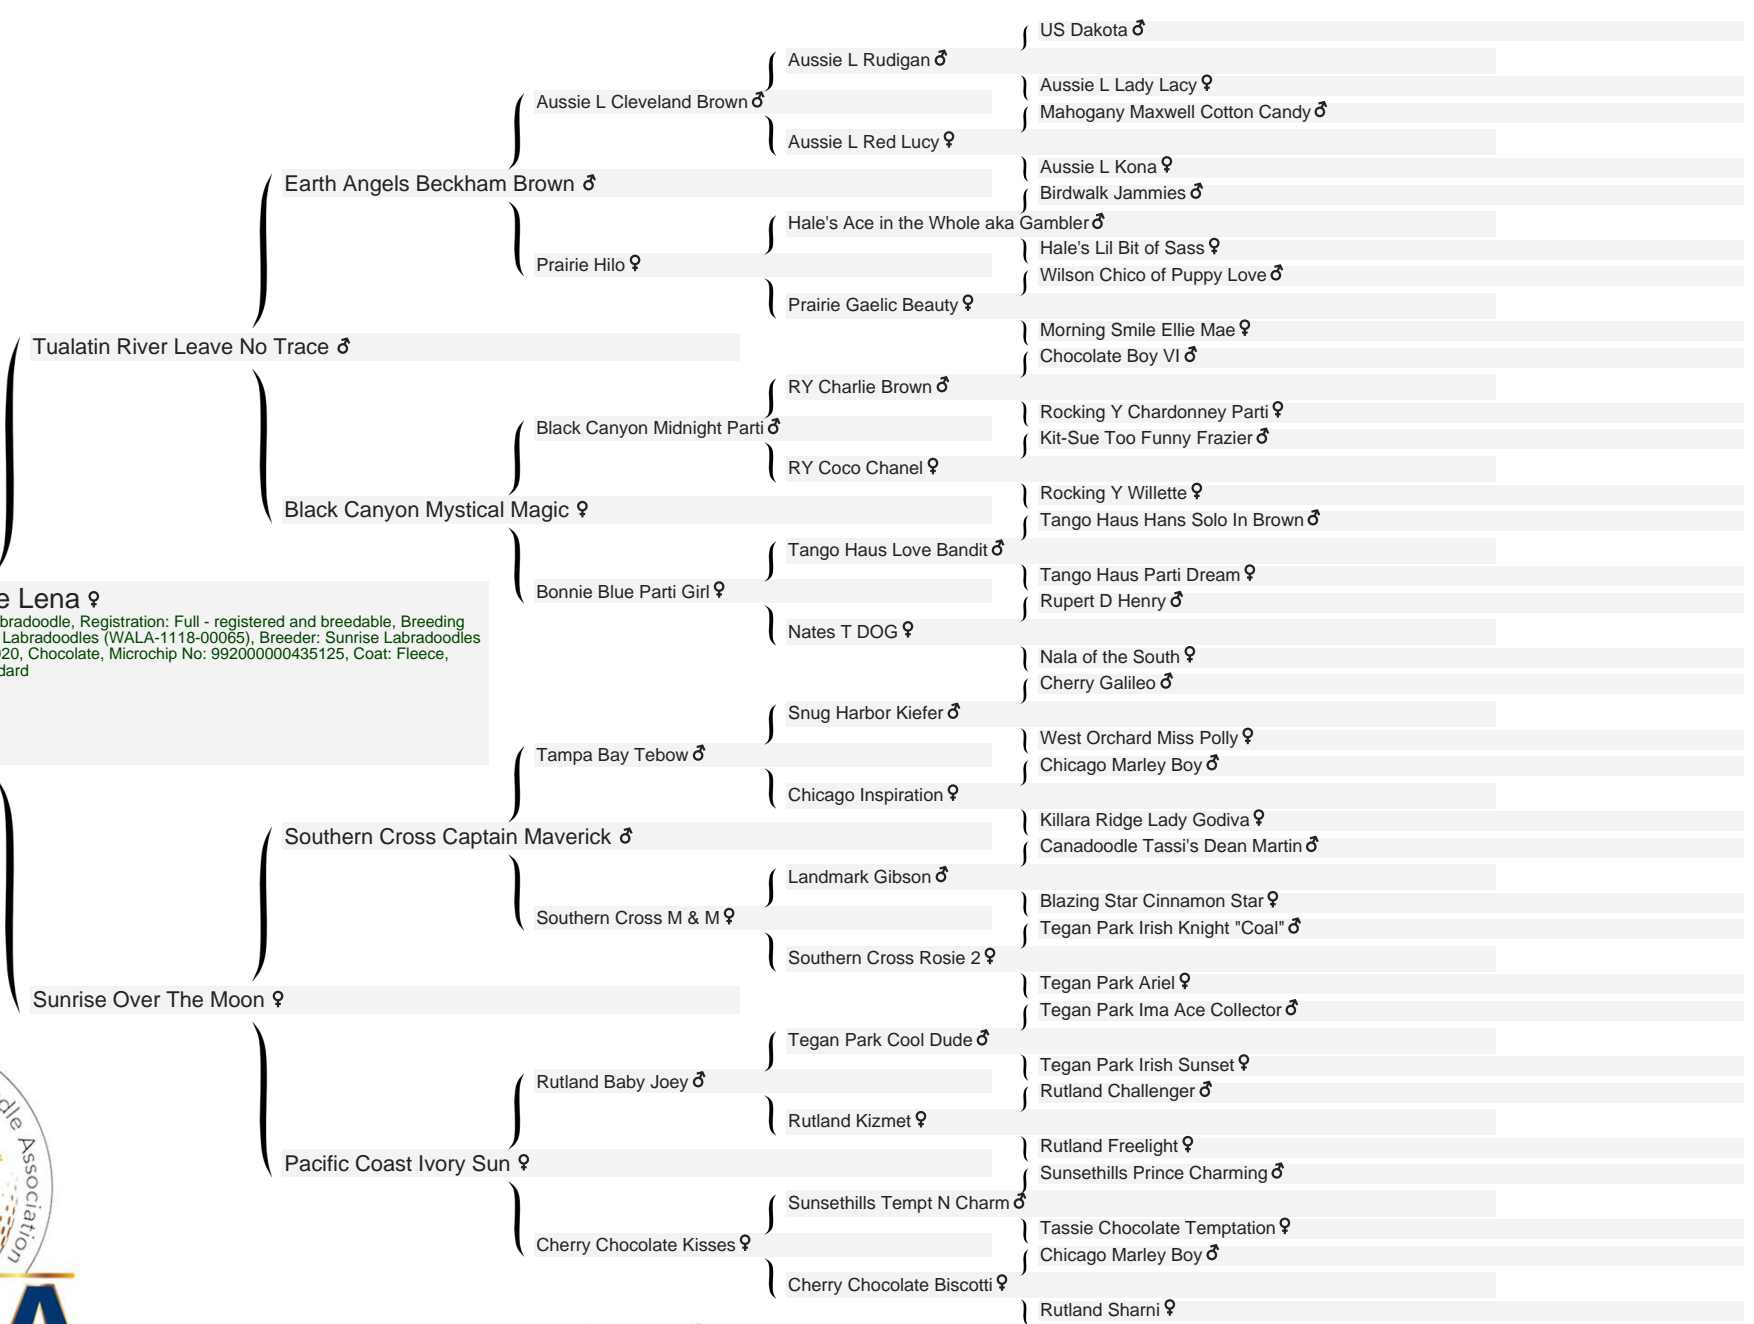 US Dakota ♂
Aussie L Rudigan ♂
Aussie L Lady Lacy ♀
Aussie L Cleveland Brown ♂
Mahogany Maxwell Cotton Candy ♂
Aussie L Red Lucy ♀
Aussie L Kona ♀
Earth Angels Beckham Brown ♂
Birdwalk Jammies ♂
Hale's Ace in the Whole aka Gambler ♂
Hale's Lil Bit of Sass ♀
Prairie Hilo ♀
Wilson Chico of Puppy Love ♂
Prairie Gaelic Beauty ♀
Morning Smile Ellie Mae ♀
Tualatin River Leave No Trace ♂
Chocolate Boy VI ♂
RY Charlie Brown ♂
Rocking Y Chardonney Parti ♀
Black Canyon Midnight Parti ♂
Kit-Sue Too Funny Frazier ♂
RY Coco Chanel ♀
Rocking Y Willette ♀
Black Canyon Mystical Magic ♀
Tango Haus Hans Solo In Brown ♂
Tango Haus Love Bandit ♂
Tango Haus Parti Dream ♀
Bonnie Blue Parti Girl ♀
Rupert D Henry ♂
Nates T DOG ♀
Nala of the South ♀
e Lena ♀
bradoodle, Registration: Full - registered and breedable, Breeding
Labradoodles (WALA-1118-00065), Breeder: Sunrise Labradoodles
20, Chocolate, Microchip No: 992000000435125, Coat: Fleece,
dard
Cherry Galileo ♂
Snug Harbor Kiefer ♂
West Orchard Miss Polly ♀
Tampa Bay Tebow ♂
Chicago Marley Boy ♂
Chicago Inspiration ♀
Killara Ridge Lady Godiva ♀
Southern Cross Captain Maverick ♂
Canadoodle Tassi's Dean Martin ♂
Landmark Gibson ♂
Blazing Star Cinnamon Star ♀
Southern Cross M & M ♀
Tegan Park Irish Knight "Coal" ♂
Southern Cross Rosie 2 ♀
Tegan Park Ariel ♀
Sunrise Over The Moon ♀
Tegan Park Ima Ace Collector ♂
Tegan Park Cool Dude ♂
Tegan Park Irish Sunset ♀
Rutland Baby Joey ♂
Rutland Challenger ♂
Rutland Kizmet ♀
Rutland Freelight ♀
Pacific Coast Ivory Sun ♀
Sunsethills Prince Charming ♂
Sunsethills Tempt N Charm ♂
Tassie Chocolate Temptation ♀
Cherry Chocolate Kisses ♀
Chicago Marley Boy ♂
Cherry Chocolate Biscotti ♀
Rutland Sharni ♀
dle Association
A